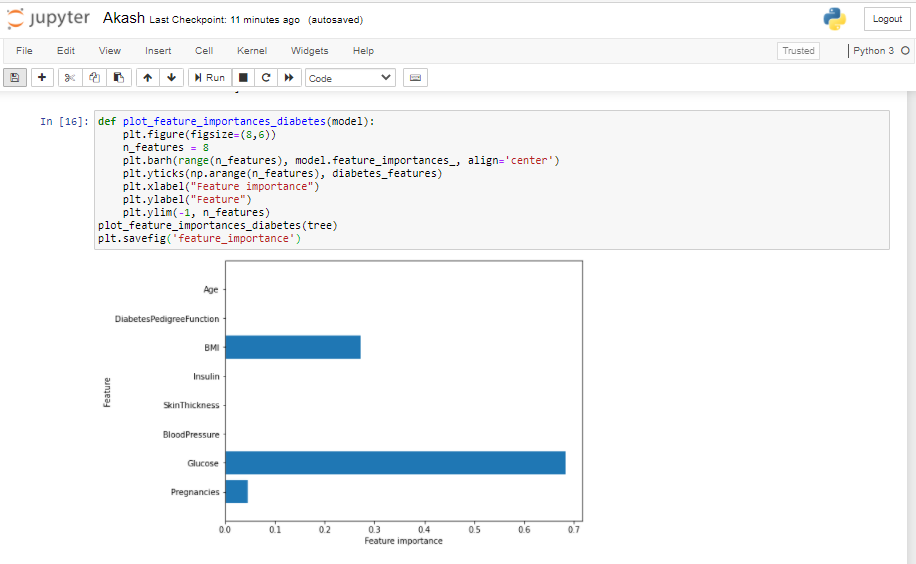 jupyter Akash Last Checkpoint: 11 minutes ago (autosaved) Logout
File Edit View Insert Cell Kernel Widgets Help Trusted Python 3
Run Code
In [16]: def plot_feature_importances_diabetes(model):
plt.figure(figsize=(8,6))
n_features = 8
plt.barh(range(n_features), model.feature_importances_, align='center')
plt.yticks(np.arange(n_features), diabetes_features)
plt.xlabel("Feature importance")
plt.ylabel("Feature")
plt.ylim(-1, n_features)
plot_feature_importances_diabetes(tree)
plt.savefig('feature_importance')
Age
DiabetesPedigreeFunction
BMI
Insulin
Feature
SkinThickness
BloodPressure
Glucose
Pregnancies
0.0 0.1 0.2 0.3 0.4 0.5 0.6 0.7
Feature importance